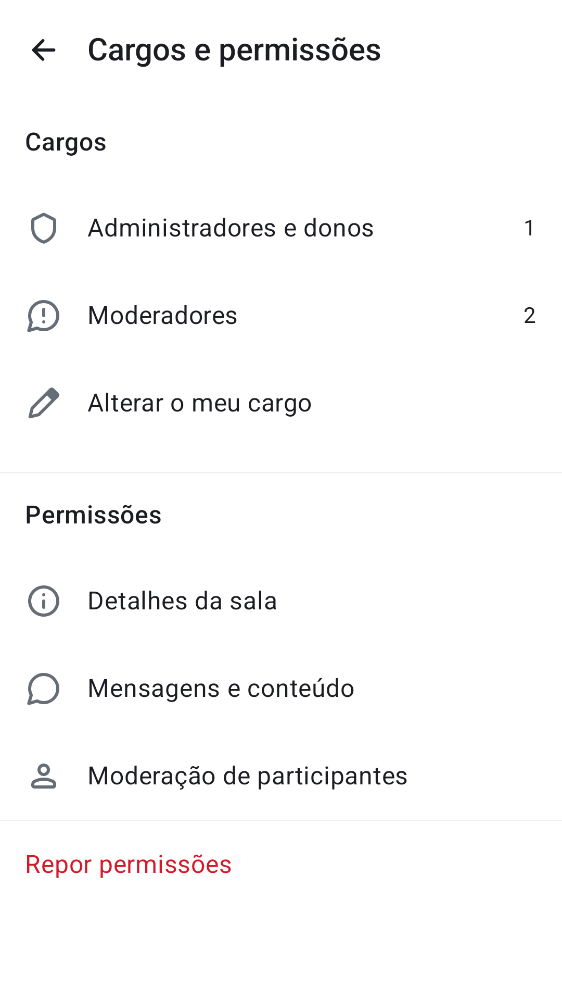 Cargos e permissões
Cargos
Administradores e donos 1
Moderadores 2
Alterar o meu cargo
Permissões
Detalhes da sala
Mensagens e conteúdo
Moderação de participantes
Repor permissões